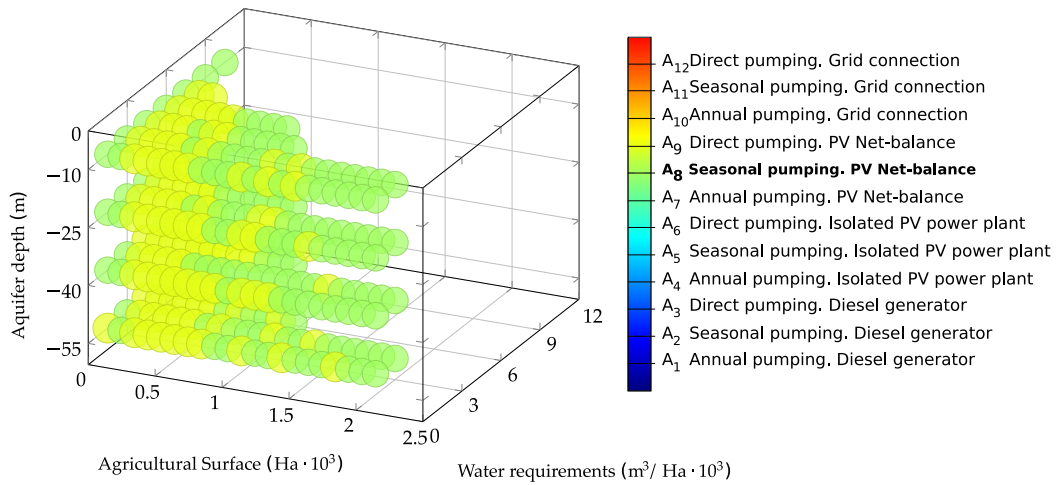 0
−10
−25
−40
−55
Aquifer depth (m)
0
0.5
1
1.5
2
2.5
Agricultural Surface (Ha · 10³)
0
3
6
9
12
Water requirements (m³/ Ha · 10³)
A₁₂ Direct pumping. Grid connection
A₁₁ Seasonal pumping. Grid connection
A₁₀ Annual pumping. Grid connection
A₉ Direct pumping. PV Net-balance
A₈ Seasonal pumping. PV Net-balance
A₇ Annual pumping. PV Net-balance
A₆ Direct pumping. Isolated PV power plant
A₅ Seasonal pumping. Isolated PV power plant
A₄ Annual pumping. Isolated PV power plant
A₃ Direct pumping. Diesel generator
A₂ Seasonal pumping. Diesel generator
A₁ Annual pumping. Diesel generator